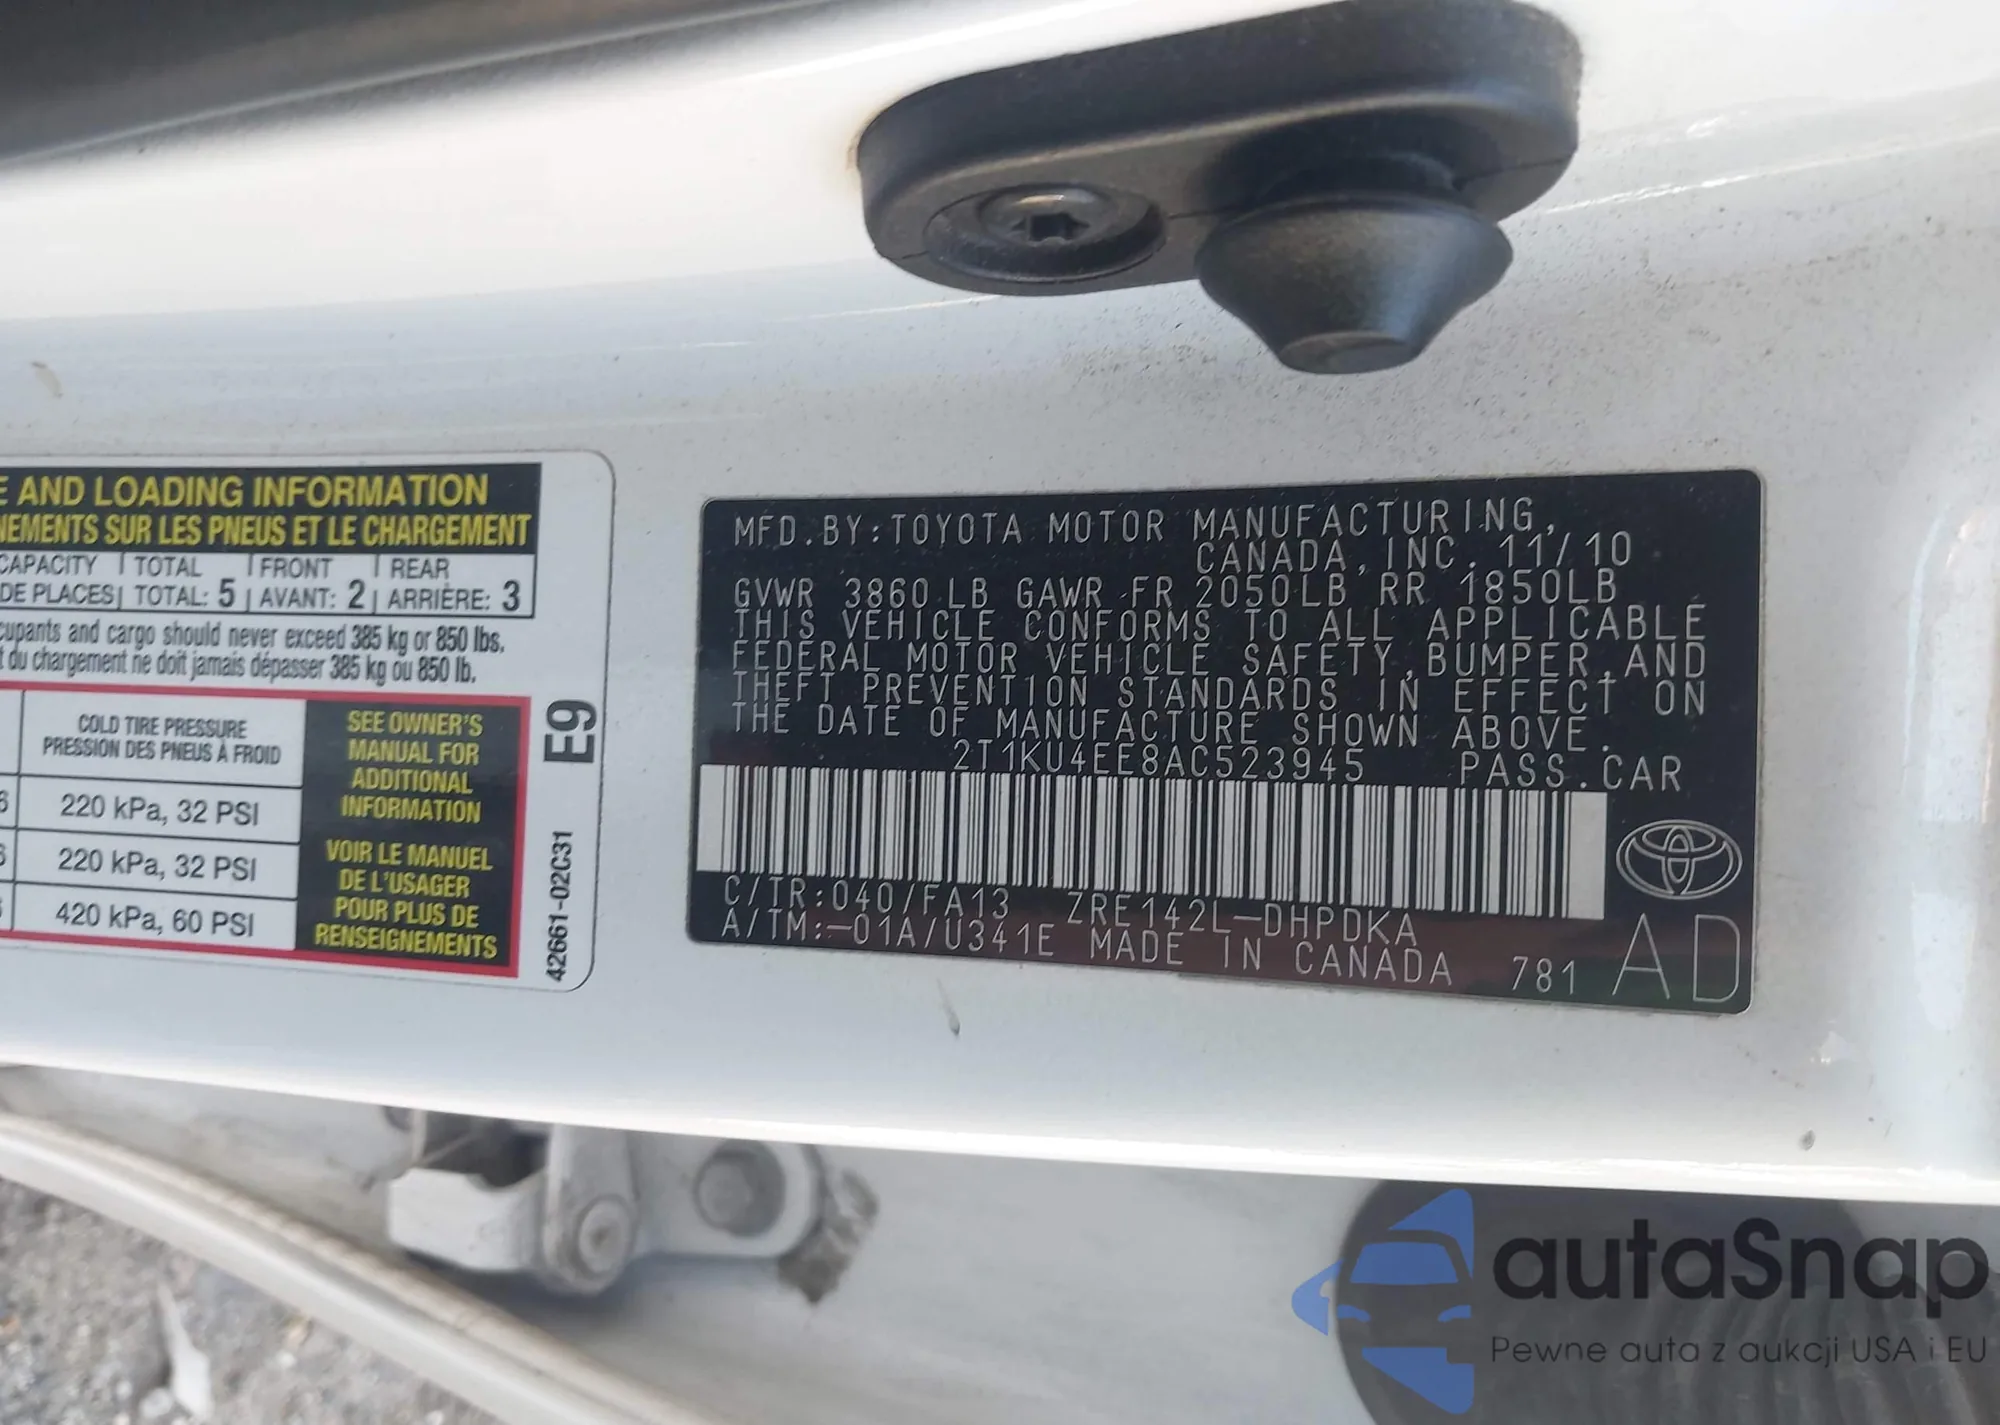 E AND LOADING INFORMATION
NEMENTS SUR LES PNEUS ET LE CHARGEMENT
CAPACITY | TOTAL | FRONT | REAR
DE PLACES | TOTAL: 5 | AVANT: 2 | ARRIÈRE: 3
cupants and cargo should never exceed 385 kg or 850 lbs.
t du chargement ne doit jamais dépasser 385 kg ou 850 lb.
COLD TIRE PRESSURE
PRESSION DES PNEUS À FROID
220 kPa, 32 PSI
220 kPa, 32 PSI
420 kPa, 60 PSI
SEE OWNER'S
MANUAL FOR
ADDITIONAL
INFORMATION
VOIR LE MANUEL
DE L'USAGER
POUR PLUS DE
RENSEIGNEMENTS
E9
42661-02C31
MFD.BY:TOYOTA MOTOR MANUFACTURING,
CANADA, INC. 11/10
GVWR 3860LB GAWR FR 2050LB RR 1850LB
THIS VEHICLE CONFORMS TO ALL APPLICABLE
FEDERAL MOTOR VEHICLE SAFETY,BUMPER,AND
THEFT PREVENTION STANDARDS IN EFFECT ON
THE DATE OF MANUFACTURE SHOWN ABOVE.
2T1KU4EE8AC523945 PASS.CAR
C/TR:040/FA13 ZRE142L-DHPDKA
A/TM:-01A/U341E MADE IN CANADA 781 AD
autaSnap
Pewne auta z aukcji USA i EU